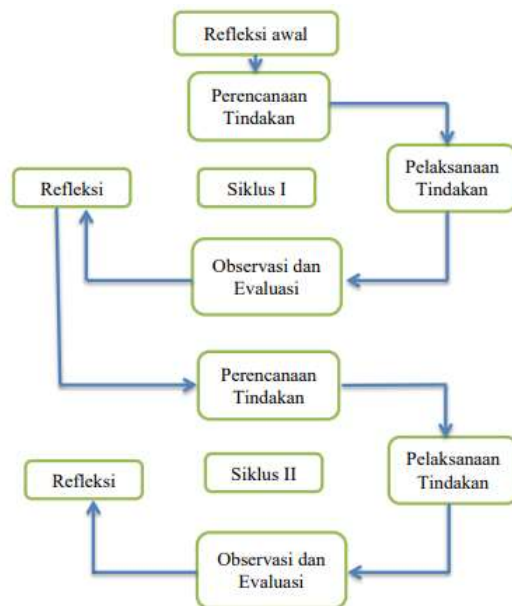 Refleksi awal
Perencanaan
Tindakan
Pelaksanaan
Tindakan
Refleksi
Siklus I
Observasi dan
Evaluasi
Perencanaan
Tindakan
Pelaksanaan
Tindakan
Refleksi
Siklus II
Observasi dan
Evaluasi